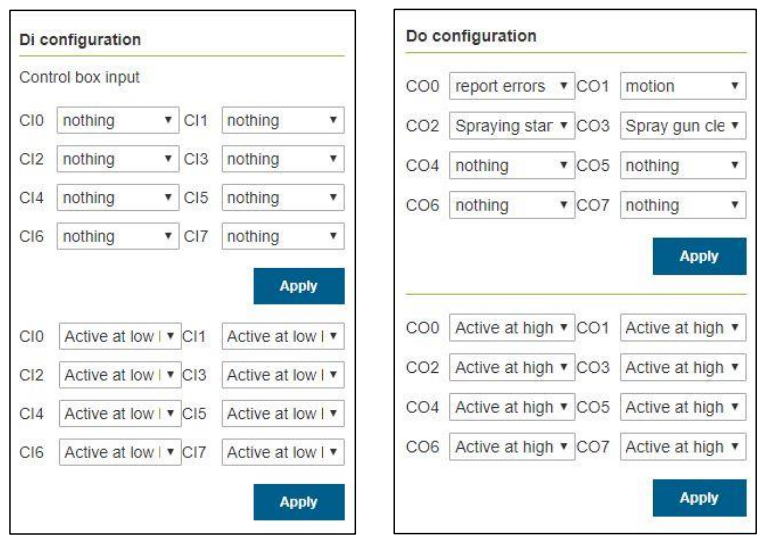 Di configuration
Control box input
CI0 nothing CI1 nothing
CI2 nothing CI3 nothing
CI4 nothing CI5 nothing
CI6 nothing CI7 nothing
Apply
CI0 Active at low l CI1 Active at low l
CI2 Active at low l CI3 Active at low l
CI4 Active at low l CI5 Active at low l
CI6 Active at low l CI7 Active at low l
Apply
Do configuration
CO0 report errors CO1 motion
CO2 Spraying star CO3 Spray gun cle
CO4 nothing CO5 nothing
CO6 nothing CO7 nothing
Apply
CO0 Active at high CO1 Active at high
CO2 Active at high CO3 Active at high
CO4 Active at high CO5 Active at high
CO6 Active at high CO7 Active at high
Apply